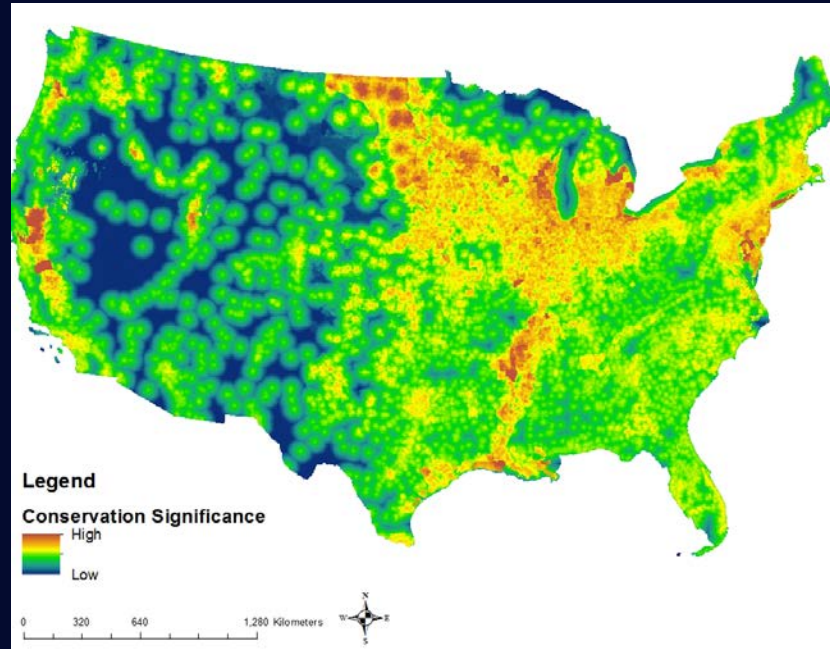 Legend
Conservation Significance
High
Low
0 320 640 1,280 Kilometers
N
W E
S